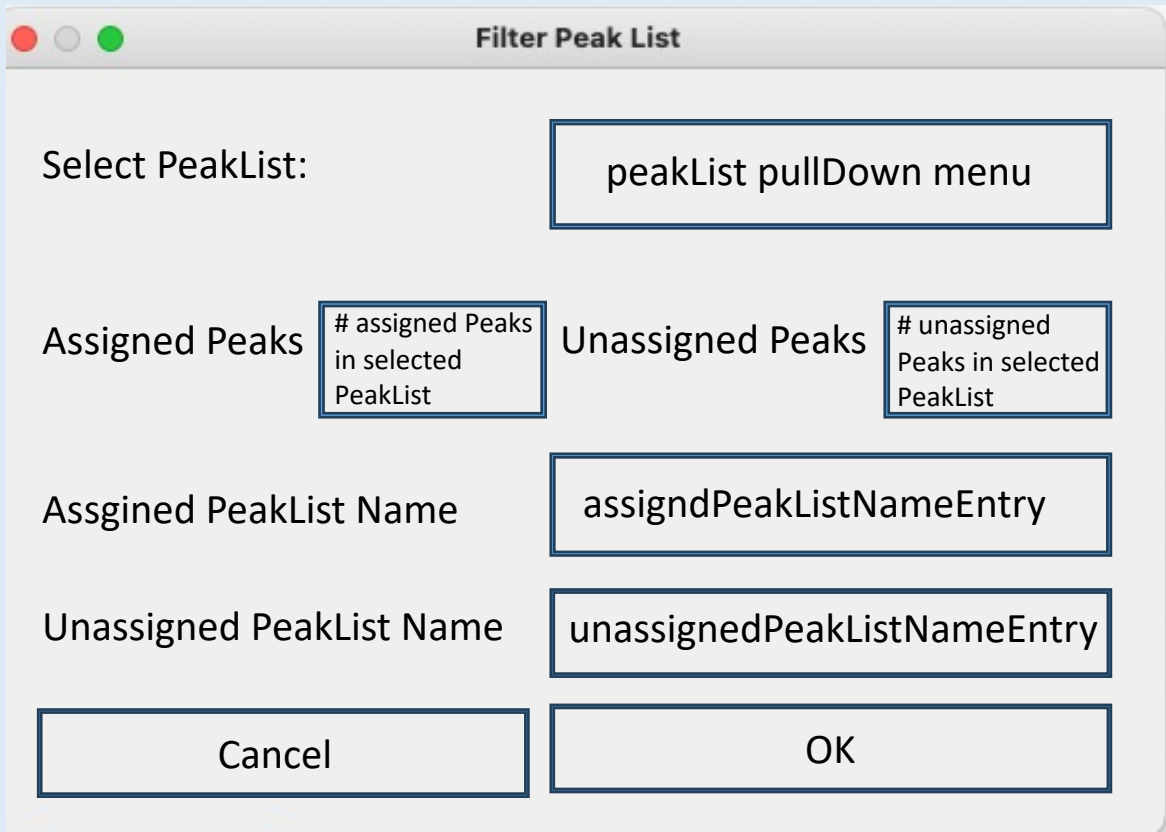 Filter Peak List
Select PeakList:
peakList pullDown menu
Assigned Peaks
# assigned Peaks
in selected
PeakList
Unassigned Peaks
# unassigned
Peaks in selected
PeakList
Assgined PeakList Name
assigndPeakListNameEntry
Unassigned PeakList Name
unassignedPeakListNameEntry
Cancel
OK